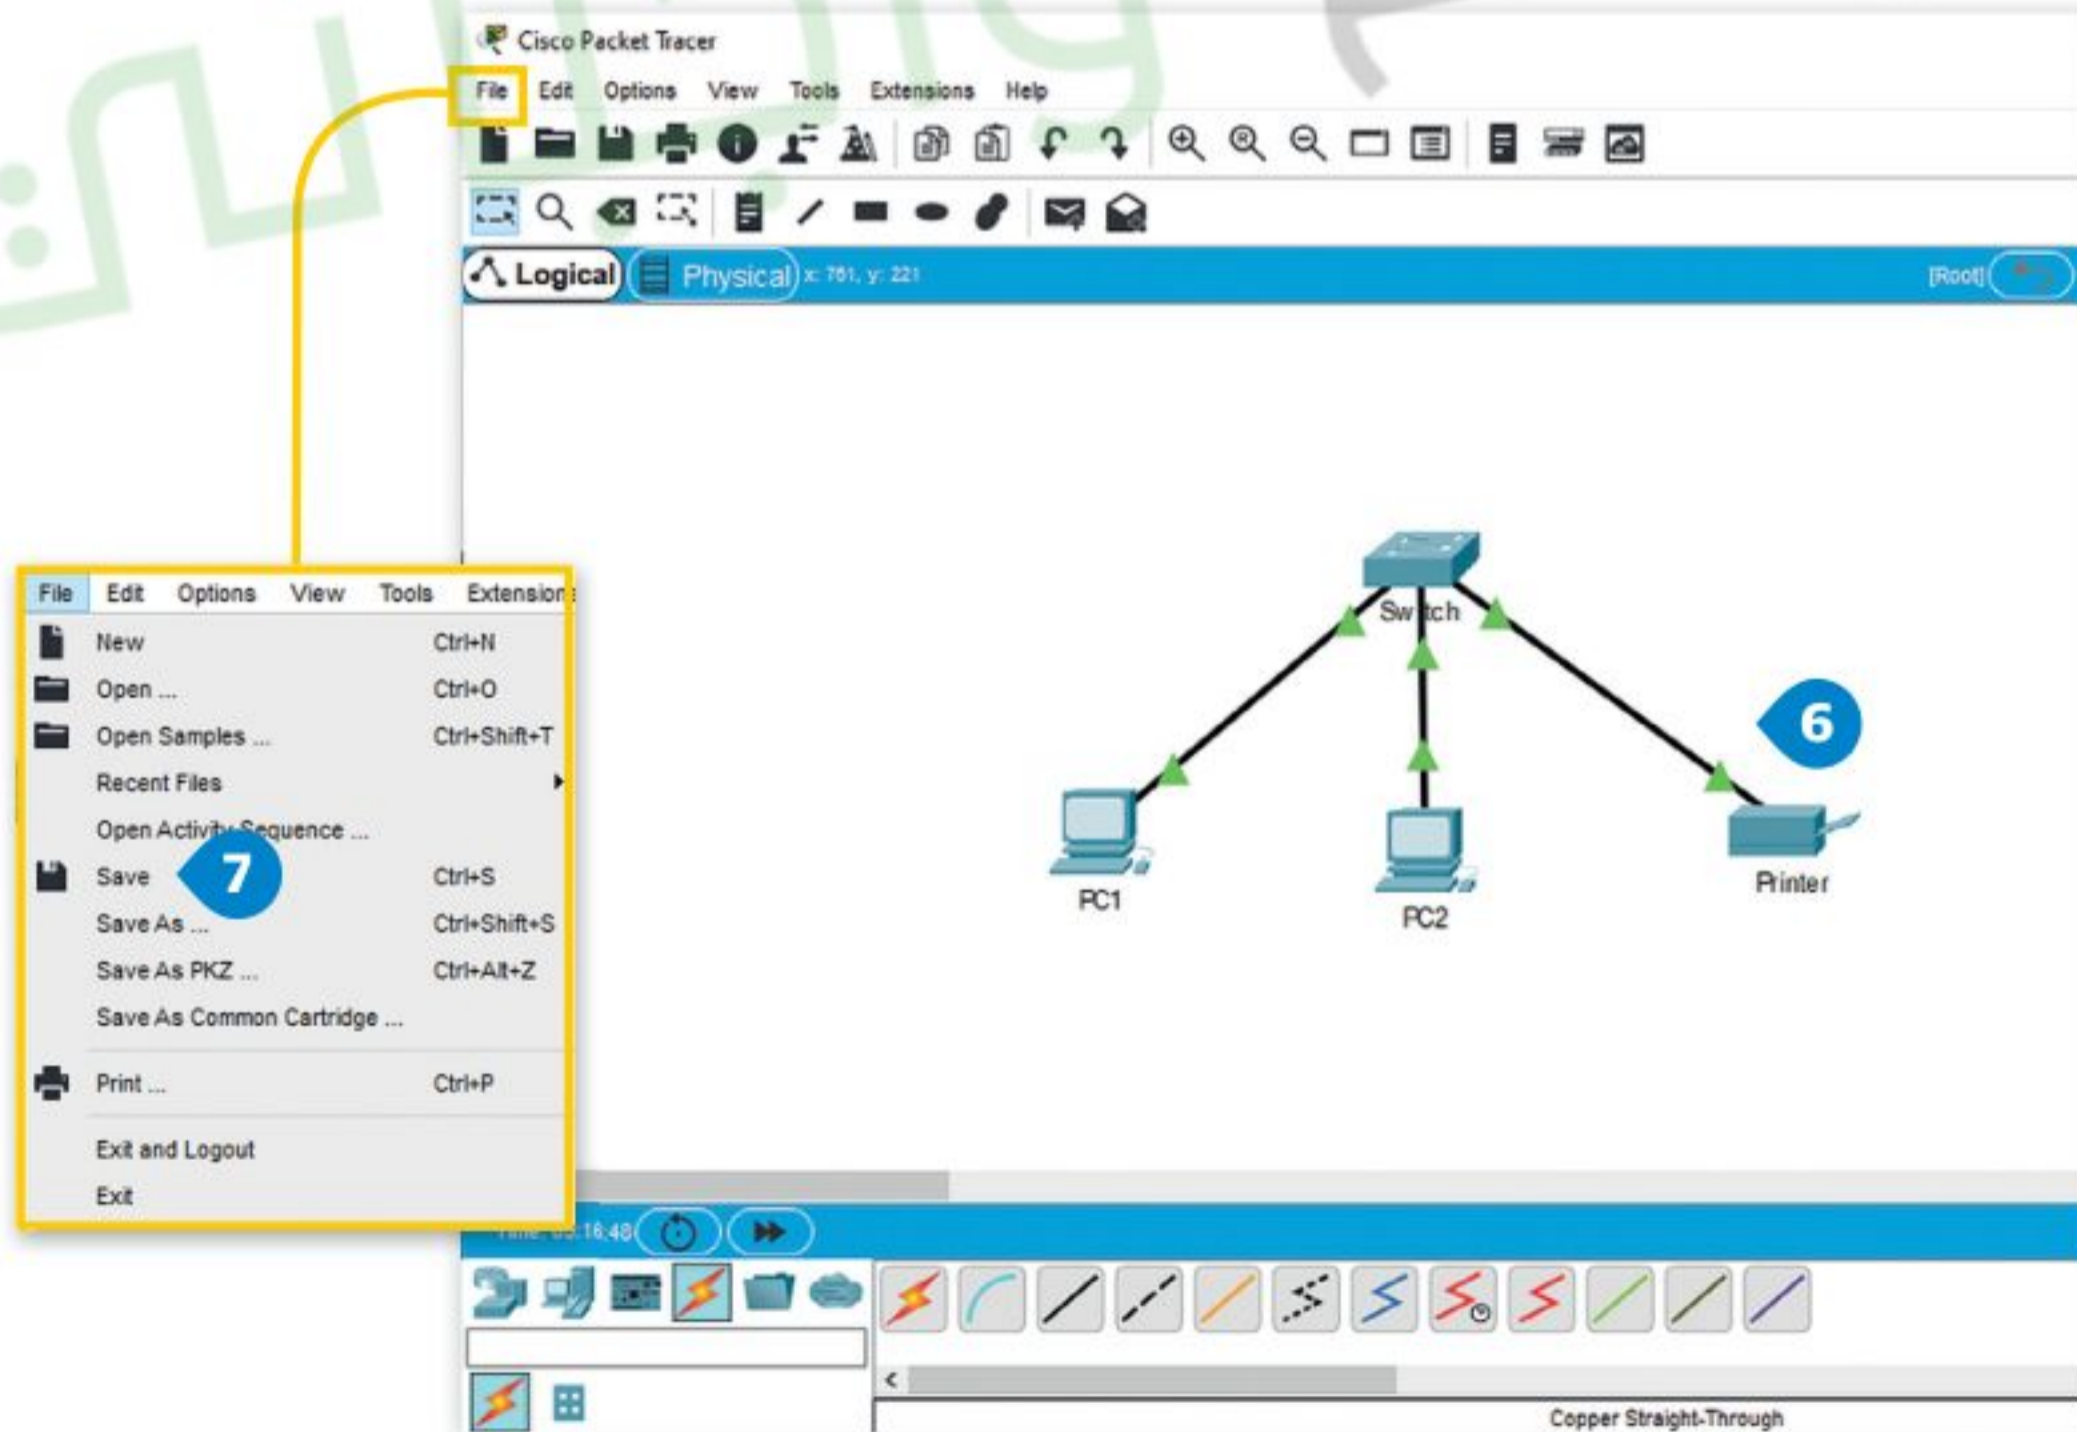 Cisco Packet Tracer
File Edit Options View Tools Extensions Help
Logical Physical x: 761, y: 221 [Root]
Switch
6
PC1
PC2
Printer
File Edit Options View Tools Extension
New Ctrl+N
Open ... Ctrl+O
Open Samples ... Ctrl+Shift+T
Recent Files
Open Activity Sequence ...
Save 7 Ctrl+S
Save As ... Ctrl+Shift+S
Save As PKZ ... Ctrl+Alt+Z
Save As Common Cartridge ...
Print ... Ctrl+P
Exit and Logout
Exit
16:48
Copper Straight-Through